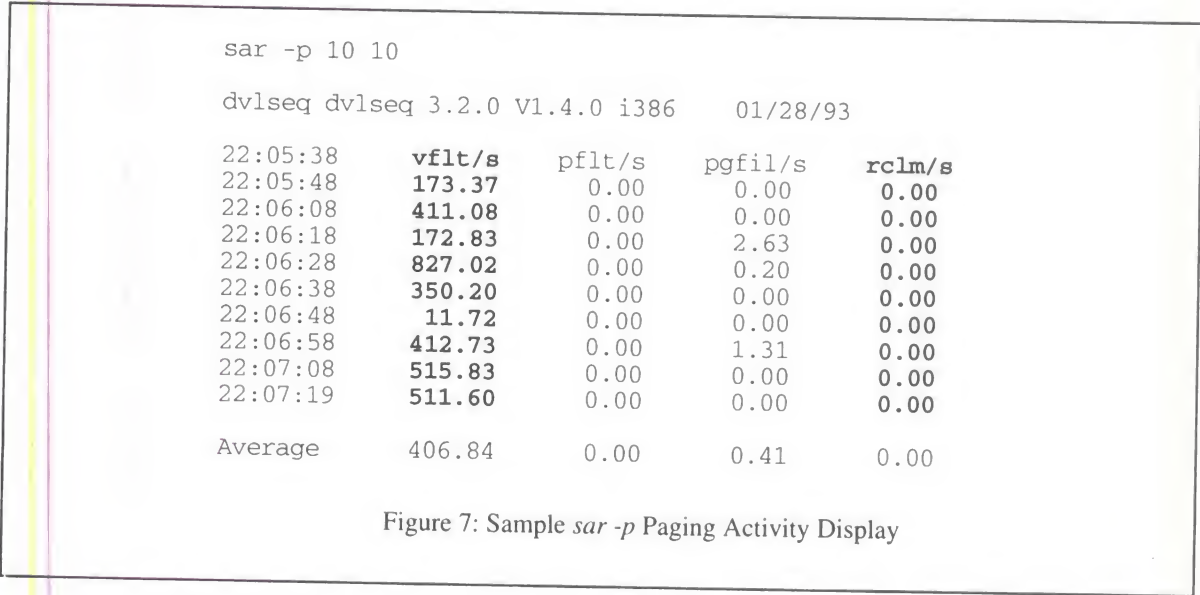 sar -p 10 10
dvlseq dvlseq 3.2.0 V1.4.0 i386 01/28/93
22:05:38 vflt/s pflt/s pgfil/s rclm/s
22:05:48 173.37 0.00 0.00 0.00
22:06:08 411.08 0.00 0.00 0.00
22:06:18 172.83 0.00 2.63 0.00
22:06:28 827.02 0.00 0.20 0.00
22:06:38 350.20 0.00 0.00 0.00
22:06:48 11.72 0.00 0.00 0.00
22:06:58 412.73 0.00 1.31 0.00
22:07:08 515.83 0.00 0.00 0.00
22:07:19 511.60 0.00 0.00 0.00
Average 406.84 0.00 0.41 0.00
Figure 7: Sample sar -p Paging Activity Display